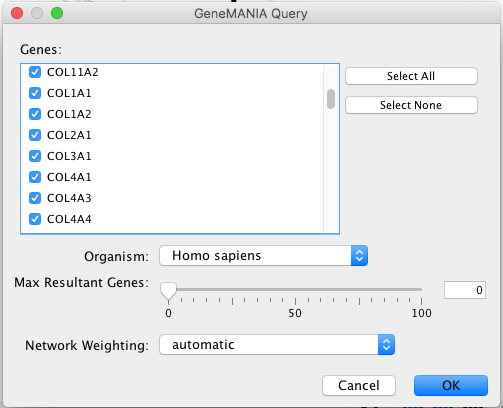 GeneMANIA Query
Genes:
COL11A2
COL1A1
COL1A2
COL2A1
COL3A1
COL4A1
COL4A3
COL4A4
Select All
Select None
Organism: Homo sapiens
Max Resultant Genes: 0
0 50 100
Network Weighting: automatic
Cancel OK